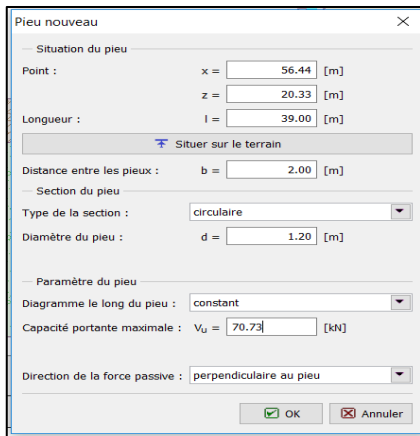 Pieu nouveau
Situation du pieu
Point : x = 56.44 [m]
z = 20.33 [m]
Longueur : l = 39.00 [m]
Situer sur le terrain
Distance entre les pieux : b = 2.00 [m]
Section du pieu
Type de la section : circulaire
Diamètre du pieu : d = 1.20 [m]
Paramètre du pieu
Diagramme le long du pieu : constant
Capacité portante maximale : Vu = 70.73 [kN]
Direction de la force passive : perpendiculaire au pieu
OK Annuler